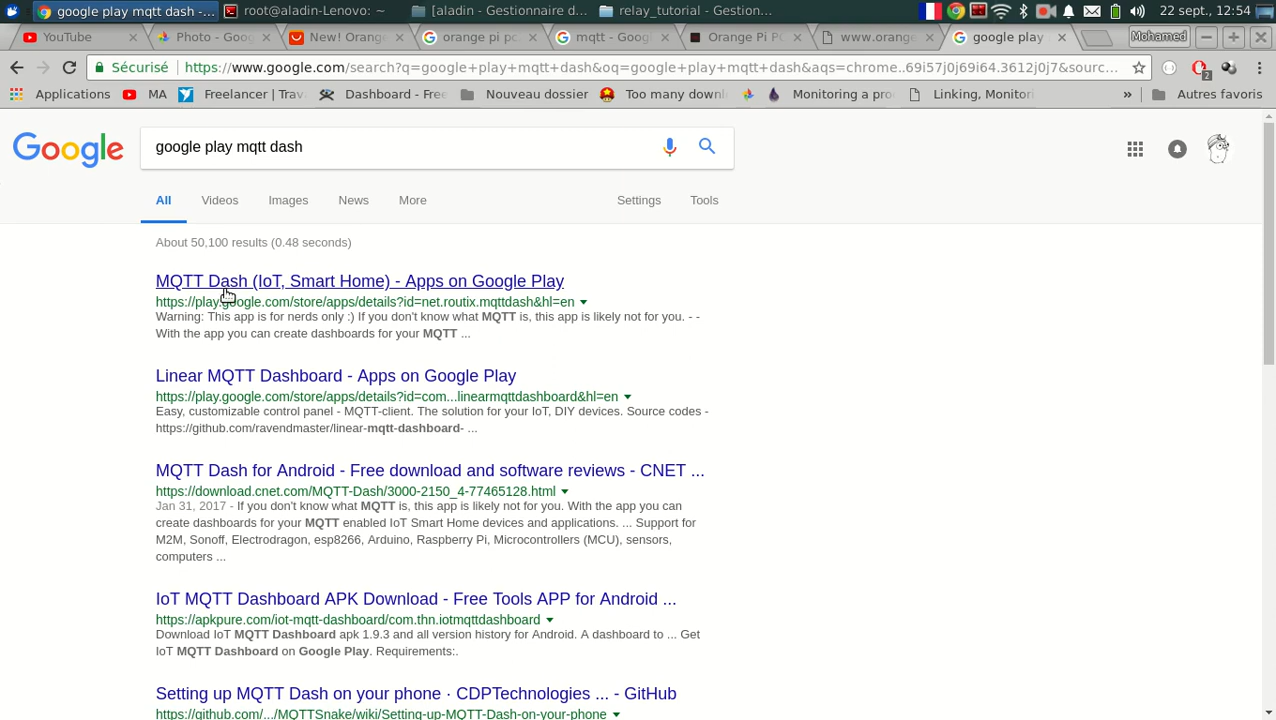 google play mqtt dash -... root@aladin-Lenovo: ~ [aladin - Gestionnaire d... relay_tutorial - Gestion... 22 sept., 12:54
YouTube Photo - Goog New! Orange orange pi pc mqtt - Google Orange Pi PC www.orange google play Mohamed
Sécurisé https://www.google.com/search?q=google+play+mqtt+dash&oq=google+play+mqtt+dash&aqs=chrome..69i57j0j69i64.3612j0j7&sourc...
Applications MA Freelancer | Trav Dashboard - Free Nouveau dossier Too many down Monitoring a pro Linking, Monitori » Autres favoris
2
Google google play mqtt dash
All Videos Images News More Settings Tools
About 50,100 results (0.48 seconds)
MQTT Dash (IoT, Smart Home) - Apps on Google Play
https://play.google.com/store/apps/details?id=net.routix.mqttdash&hl=en
Warning: This app is for nerds only :) If you don't know what MQTT is, this app is likely not for you. - -
With the app you can create dashboards for your MQTT ...
Linear MQTT Dashboard - Apps on Google Play
https://play.google.com/store/apps/details?id=com...linearmqttdashboard&hl=en
Easy, customizable control panel - MQTT-client. The solution for your IoT, DIY devices. Source codes -
https://github.com/ravendmaster/linear-mqtt-dashboard- ...
MQTT Dash for Android - Free download and software reviews - CNET ...
https://download.cnet.com/MQTT-Dash/3000-2150_4-77465128.html
Jan 31, 2017 - If you don't know what MQTT is, this app is likely not for you. With the app you can
create dashboards for your MQTT enabled IoT Smart Home devices and applications. ... Support for
M2M, Sonoff, Electrodragon, esp8266, Arduino, Raspberry Pi, Microcontrollers (MCU), sensors,
computers ...
IoT MQTT Dashboard APK Download - Free Tools APP for Android ...
https://apkpure.com/iot-mqtt-dashboard/com.thn.iotmqttdashboard
Download IoT MQTT Dashboard apk 1.9.3 and all version history for Android. A dashboard to ... Get
IoT MQTT Dashboard on Google Play. Requirements:.
Setting up MQTT Dash on your phone · CDPTechnologies ... - GitHub
https://github.com/.../MQTTSnake/wiki/Setting-up-MQTT-Dash-on-your-phone